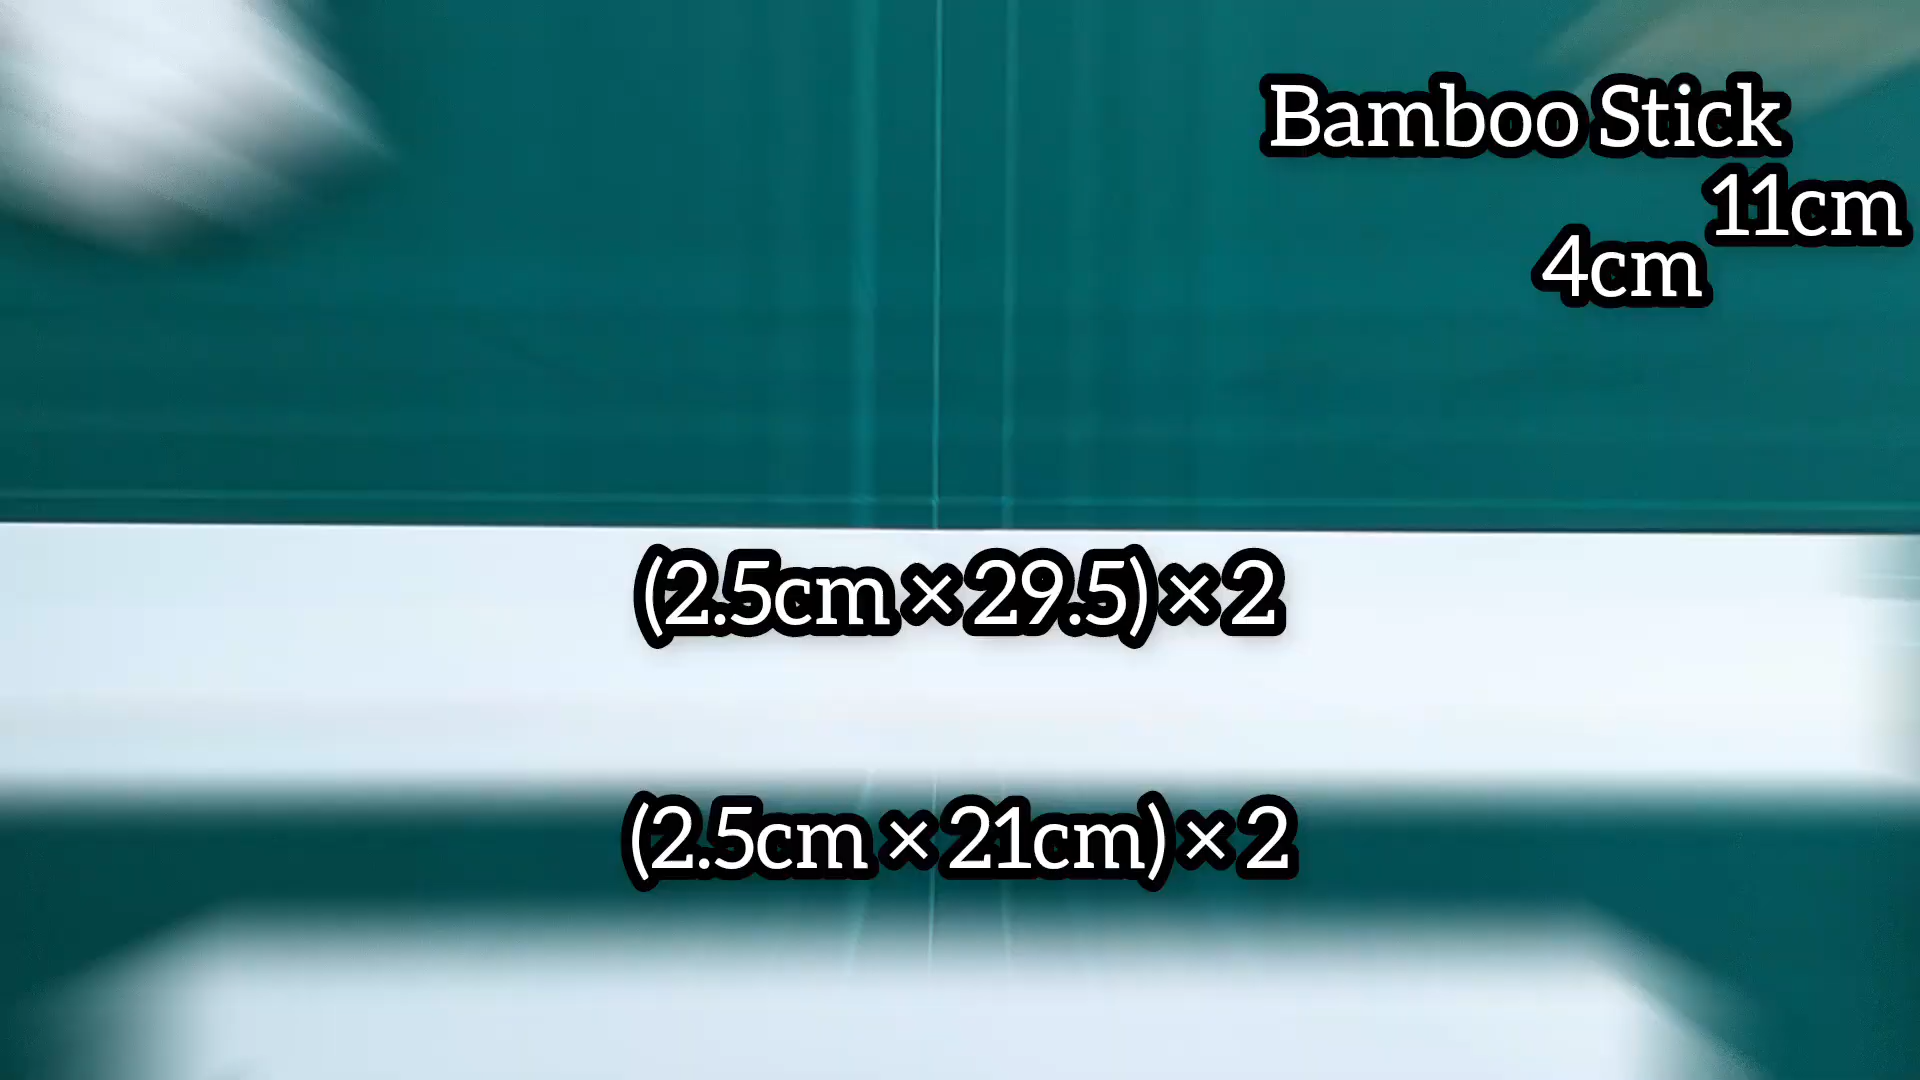 Bamboo Stick
11cm
4cm
(2.5cm × 29.5) × 2
(2.5cm × 21cm) × 2